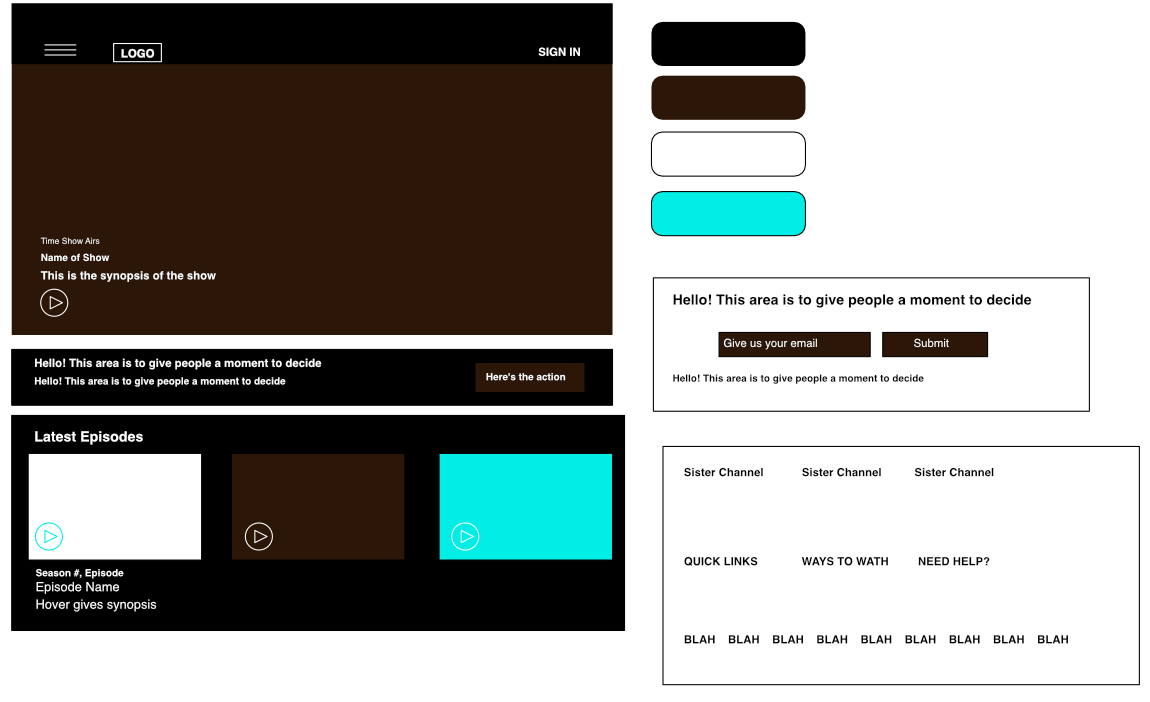 LOGO
SIGN IN
Time Show Airs
Name of Show
This is the synopsis of the show
Hello! This area is to give people a moment to decide
Hello! This area is to give people a moment to decide
Here's the action
Latest Episodes
Season #, Episode
Episode Name
Hover gives synopsis
Hello! This area is to give people a moment to decide
Give us your email
Submit
Hello! This area is to give people a moment to decide
Sister Channel Sister Channel Sister Channel
QUICK LINKS WAYS TO WATH NEED HELP?
BLAH BLAH BLAH BLAH BLAH BLAH BLAH BLAH BLAH